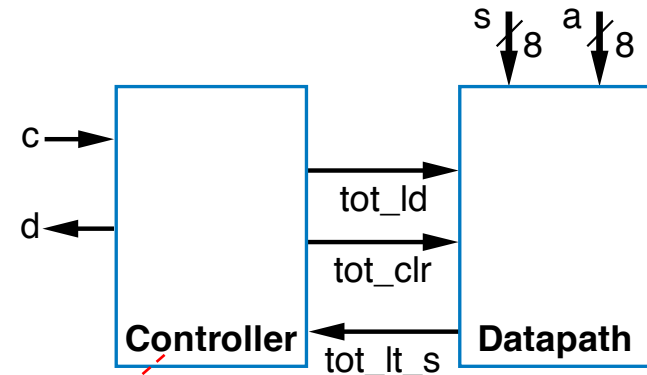 s
8
a
8
c
tot_ld
d
tot_clr
Controller
tot_lt_s
Datapath